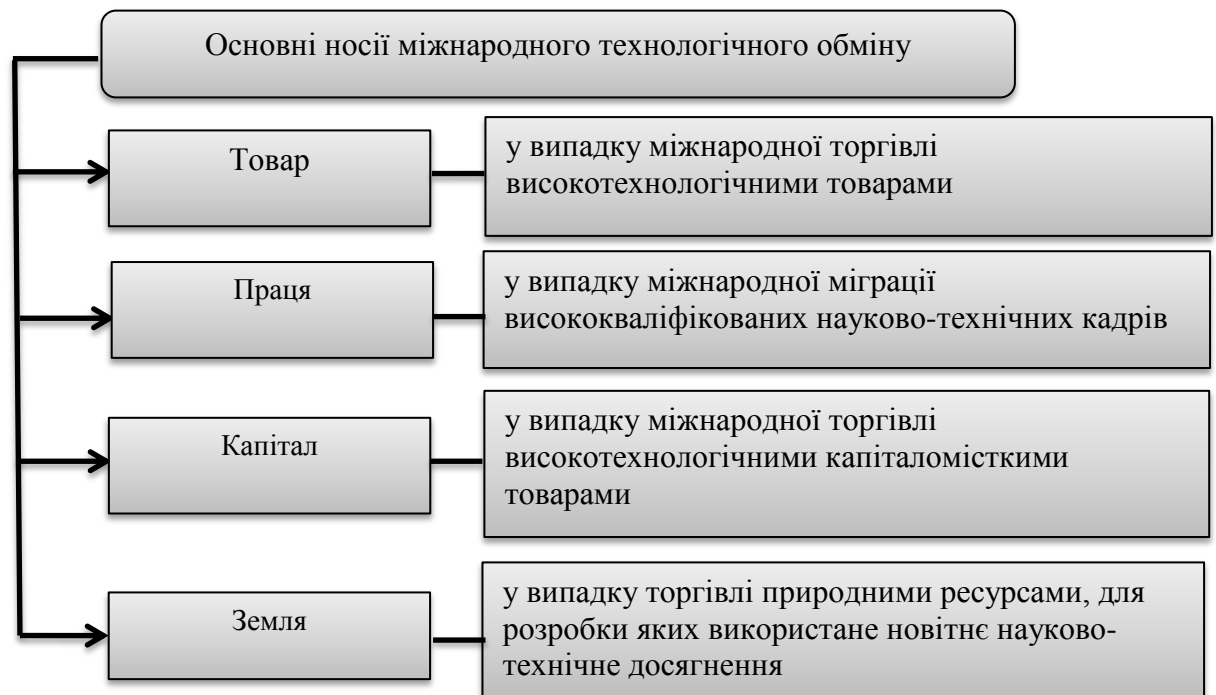 Основні носії міжнародного технологічного обміну
Товар
у випадку міжнародної торгівлі
високотехнологічними товарами
Праця
у випадку міжнародної міграції
висококваліфікованих науково-технічних кадрів
Капітал
у випадку міжнародної торгівлі
високотехнологічними капіталомісткими
товарами
Земля
у випадку торгівлі природними ресурсами, для
розробки яких використане новітнє науково-
технічне досягнення